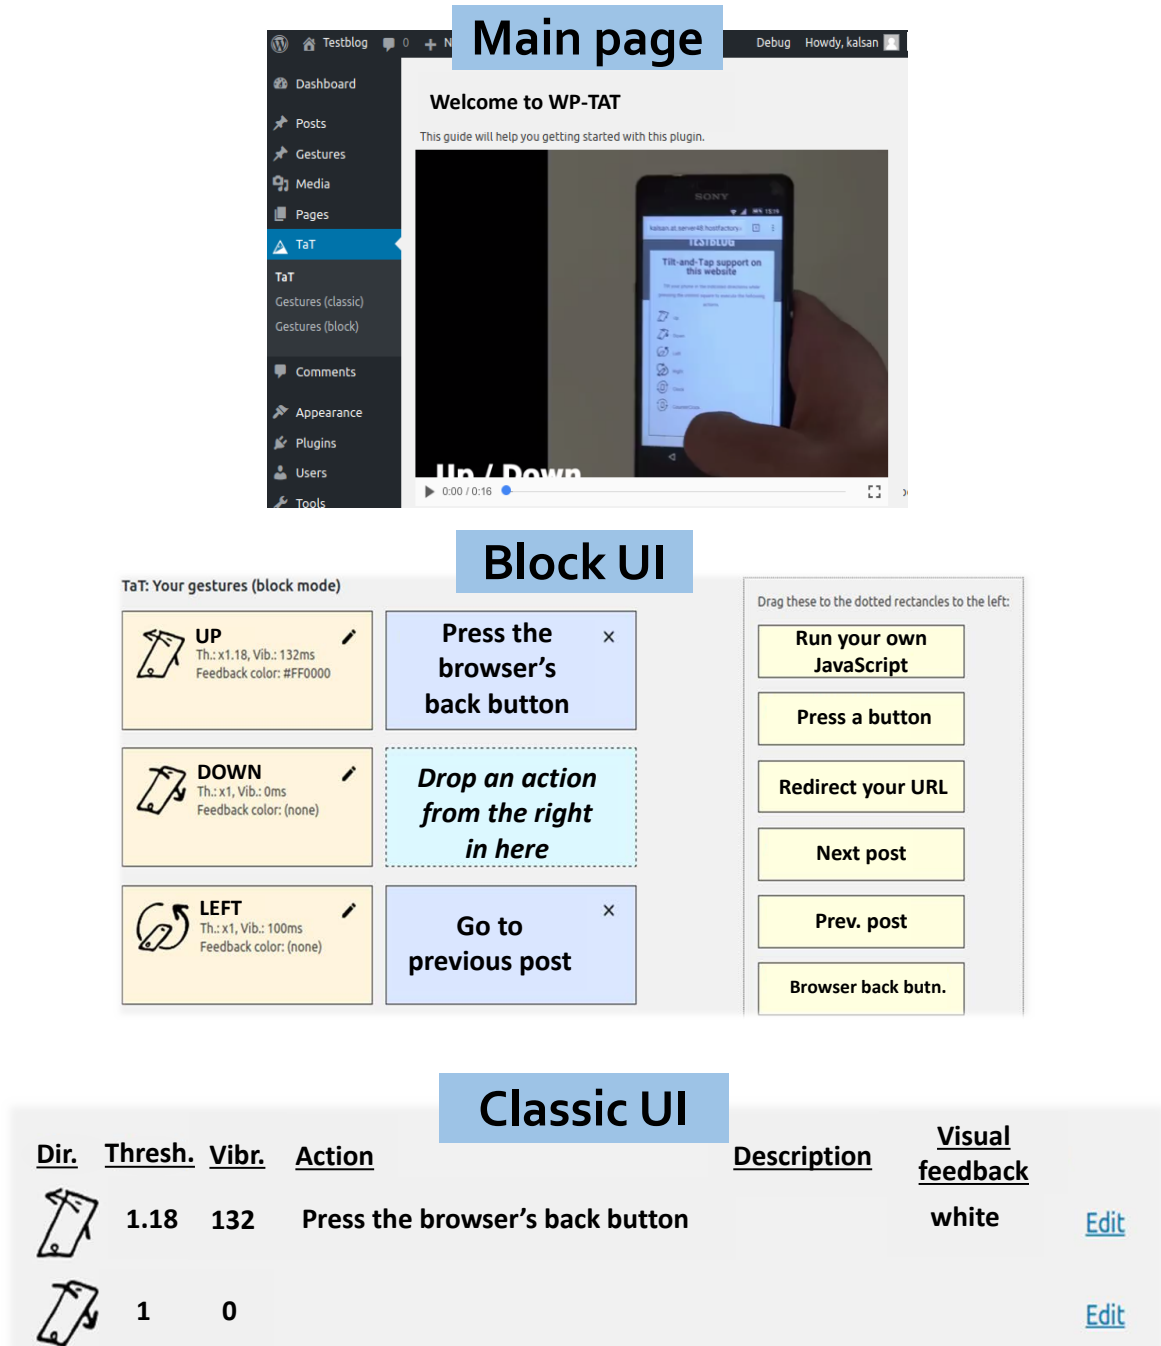 Main page
Testblog 0 + N
Debug Howdy, kalsan
Dashboard
Posts
Gestures
Media
Pages
TaT
TaT
Gestures (classic)
Gestures (block)
Comments
Appearance
Plugins
Users
Tools
Welcome to WP-TAT
This guide will help you getting started with this plugin.
SONY
TESTBLOG
Tilt-and-Tap support on
this website
Up
Down
Left
Right
Up / Down
0:00 / 0:16
Block UI
TaT: Your gestures (block mode)
UP
Th.: x1.18, Vib.: 132ms
Feedback color: #FF0000
Press the
browser's
back button
DOWN
Th.: x1, Vib.: 0ms
Feedback color: (none)
Drop an action
from the right
in here
LEFT
Th.: x1, Vib.: 100ms
Feedback color: (none)
Go to
previous post
Drag these to the dotted rectancles to the left:
Run your own
JavaScript
Press a button
Redirect your URL
Next post
Prev. post
Browser back butn.
Classic UI
Dir. Thresh. Vibr. Action Description Visual
feedback
1.18 132 Press the browser's back button white Edit
1 0 Edit